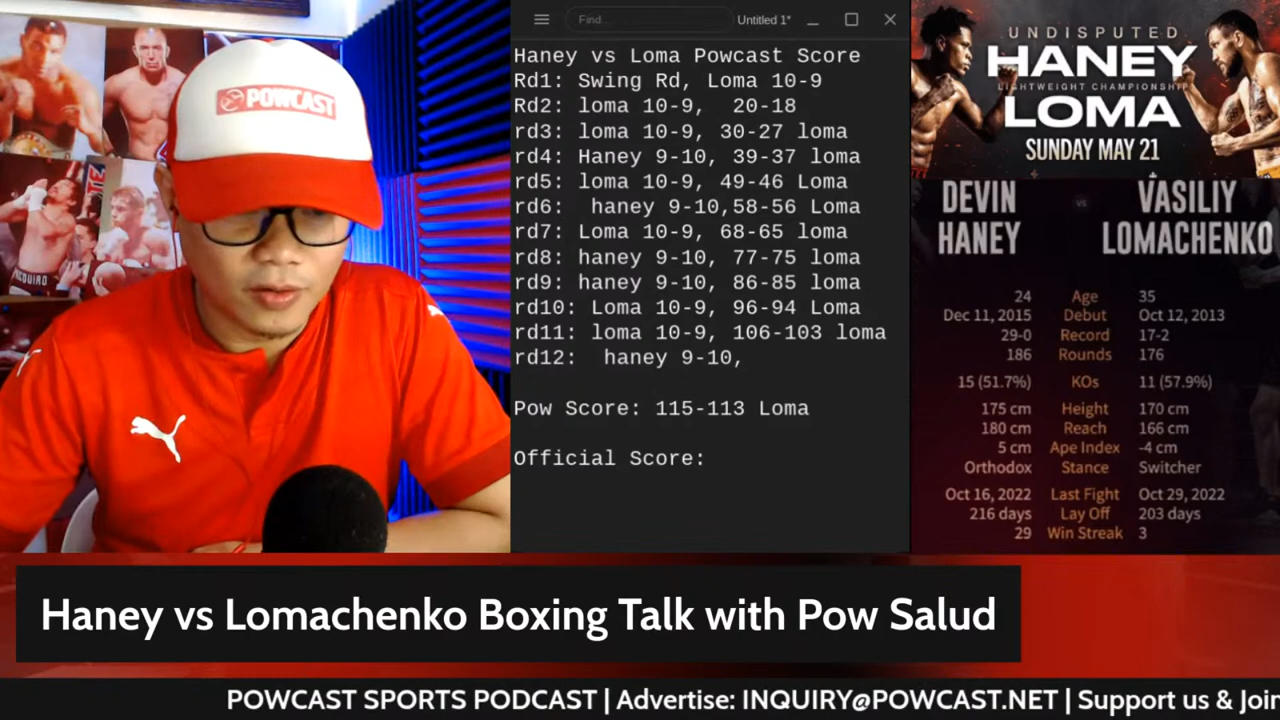 POWCAST
Find...
Untitled 1*
Haney vs Loma Powcast Score
Rd1: Swing Rd, Loma 10-9
Rd2: loma 10-9,  20-18
rd3: loma 10-9, 30-27 loma
rd4: Haney 9-10, 39-37 loma
rd5: loma 10-9, 49-46 Loma
rd6:  haney 9-10,58-56 Loma
rd7: Loma 10-9, 68-65 loma
rd8: haney 9-10, 77-75 loma
rd9: haney 9-10, 86-85 loma
rd10: Loma 10-9, 96-94 Loma
rd11: loma 10-9, 106-103 loma
rd12:  haney 9-10,
Pow Score: 115-113 Loma
Official Score:
UNDISPUTED
HANEY
LIGHTWEIGHT CHAMPIONSHIP
LOMA
SUNDAY MAY 21
DEVIN HANEY
vs
VASILIY LOMACHENKO
24 Age 35
Dec 11, 2015 Debut Oct 12, 2013
29-0 Record 17-2
186 Rounds 176
15 (51.7%) KOs 11 (57.9%)
175 cm Height 170 cm
180 cm Reach 166 cm
5 cm Ape Index -4 cm
Orthodox Stance Switcher
Oct 16, 2022 Last Fight Oct 29, 2022
216 days Lay Off 203 days
29 Win Streak 3
Haney vs Lomachenko Boxing Talk with Pow Salud
POWCAST SPORTS PODCAST | Advertise: INQUIRY@POWCAST.NET | Support us & Join